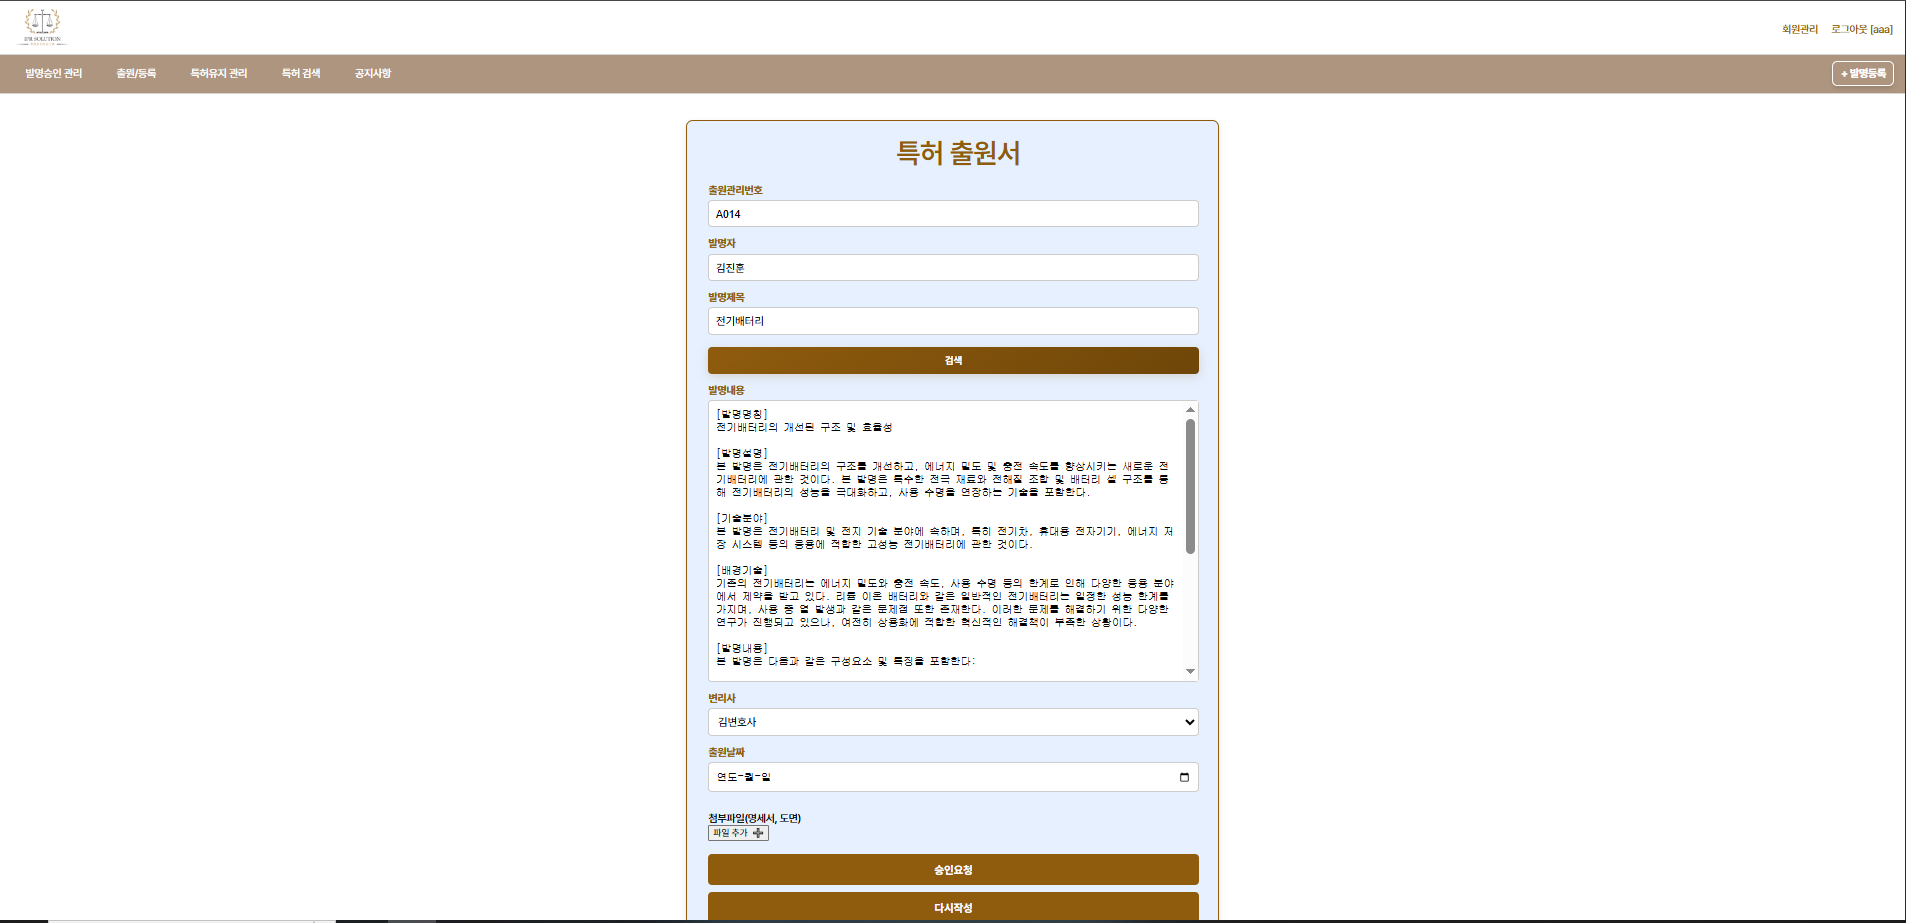 IPR SOLUTION
회원관리 로그아웃 [aaa]
발명승인 관리 출원/등록 특허유지 관리 특허 검색 공지사항 + 발명등록
특허 출원서
출원관리번호
A014
발명자
김진훈
발명제목
전기배터리
검색
발명내용
[발명명칭]
전기배터리의 개선된 구조 및 효율성
[발명설명]
본 발명은 전기배터리의 구조를 개선하고, 에너지 밀도 및 충전 속도를 향상시키는 새로운 전
기배터리에 관한 것이다. 본 발명은 특수한 전극 재료와 전해질 조합 및 배터리 셀 구조를 통
해 전기배터리의 성능을 극대화하고, 사용 수명을 연장하는 기술을 포함한다.
[기술분야]
본 발명은 전기배터리 및 전지 기술 분야에 속하며, 특히 전기차, 휴대용 전자기기, 에너지 저
장 시스템 등의 응용에 적합한 고성능 전기배터리에 관한 것이다.
[배경기술]
기존의 전기배터리는 에너지 밀도와 충전 속도, 사용 수명 등의 한계로 인해 다양한 응용 분야
에서 제약을 받고 있다. 리튬 이온 배터리와 같은 일반적인 전기배터리는 일정한 성능 한계를
가지며, 사용 중 열 발생과 같은 문제점 또한 존재한다. 이러한 문제를 해결하기 위한 다양한
연구가 진행되고 있으나, 여전히 상용화에 적합한 혁신적인 해결책이 부족한 상황이다.
[발명내용]
본 발명은 다음과 같은 구성요소 및 특징을 포함한다:
변리사
김변호사
출원날짜
연도-월-일
첨부파일(명세서, 도면)
파일 추가 ➕
승인요청
다시작성